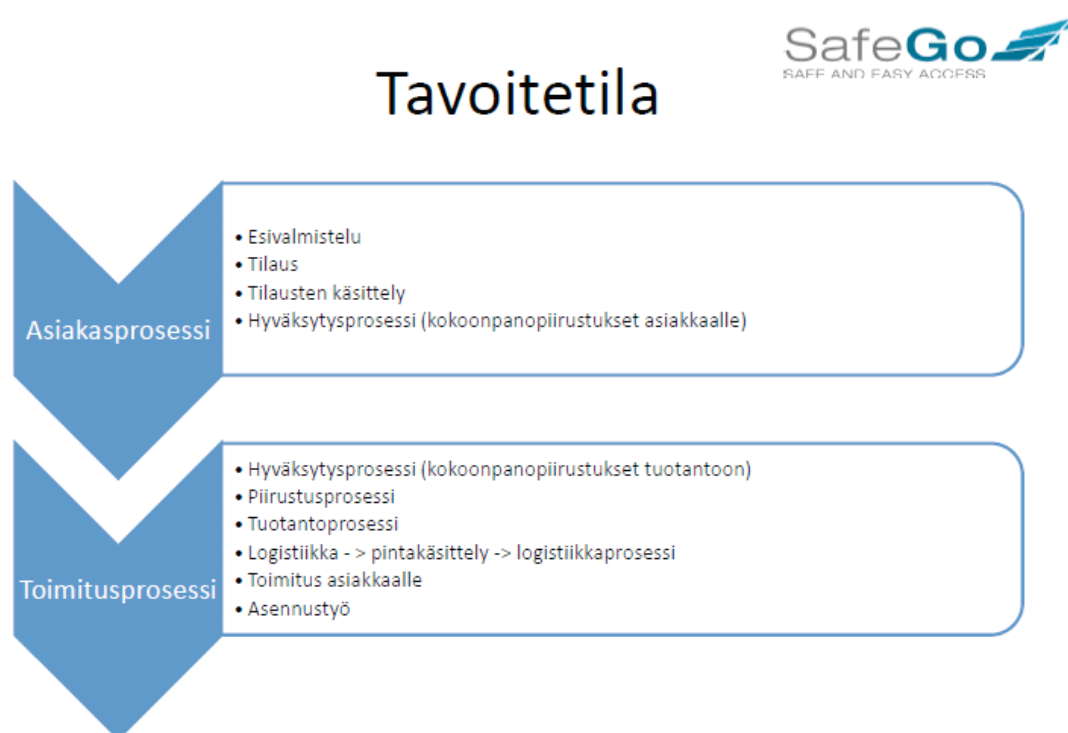 SafeGo
SAFE AND EASY ACCESS
Tavoitetila
Asiakasprosessi
• Esivalmistelu
• Tilaus
• Tilausten käsittely
• Hyväksytysprosessi (kokoonpanopiirustukset asiakkaalle)
Toimitusprosessi
• Hyväksytysprosessi (kokoonpanopiirustukset tuotantoon)
• Piirustusprosessi
• Tuotantoprosessi
• Logistiikka - > pintakäsittely -> logistiikkaprosessi
• Toimitus asiakkaalle
• Asennustyö